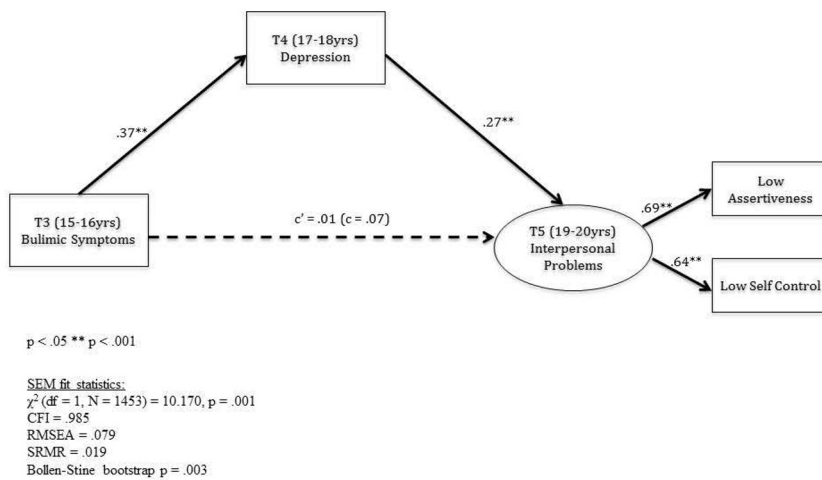 T4 (17-18yrs)
Depression
.37**
.27**
T3 (15-16yrs)
Bulimic Symptoms
c′ = .01 (c = .07)
T5 (19-20yrs)
Interpersonal
Problems
.69**
Low
Assertiveness
.64**
Low Self Control
p < .05 ** p < .001
SEM fit statistics:
χ² (df = 1, N = 1453) = 10.170, p = .001
CFI = .985
RMSEA = .079
SRMR = .019
Bollen-Stine bootstrap p = .003